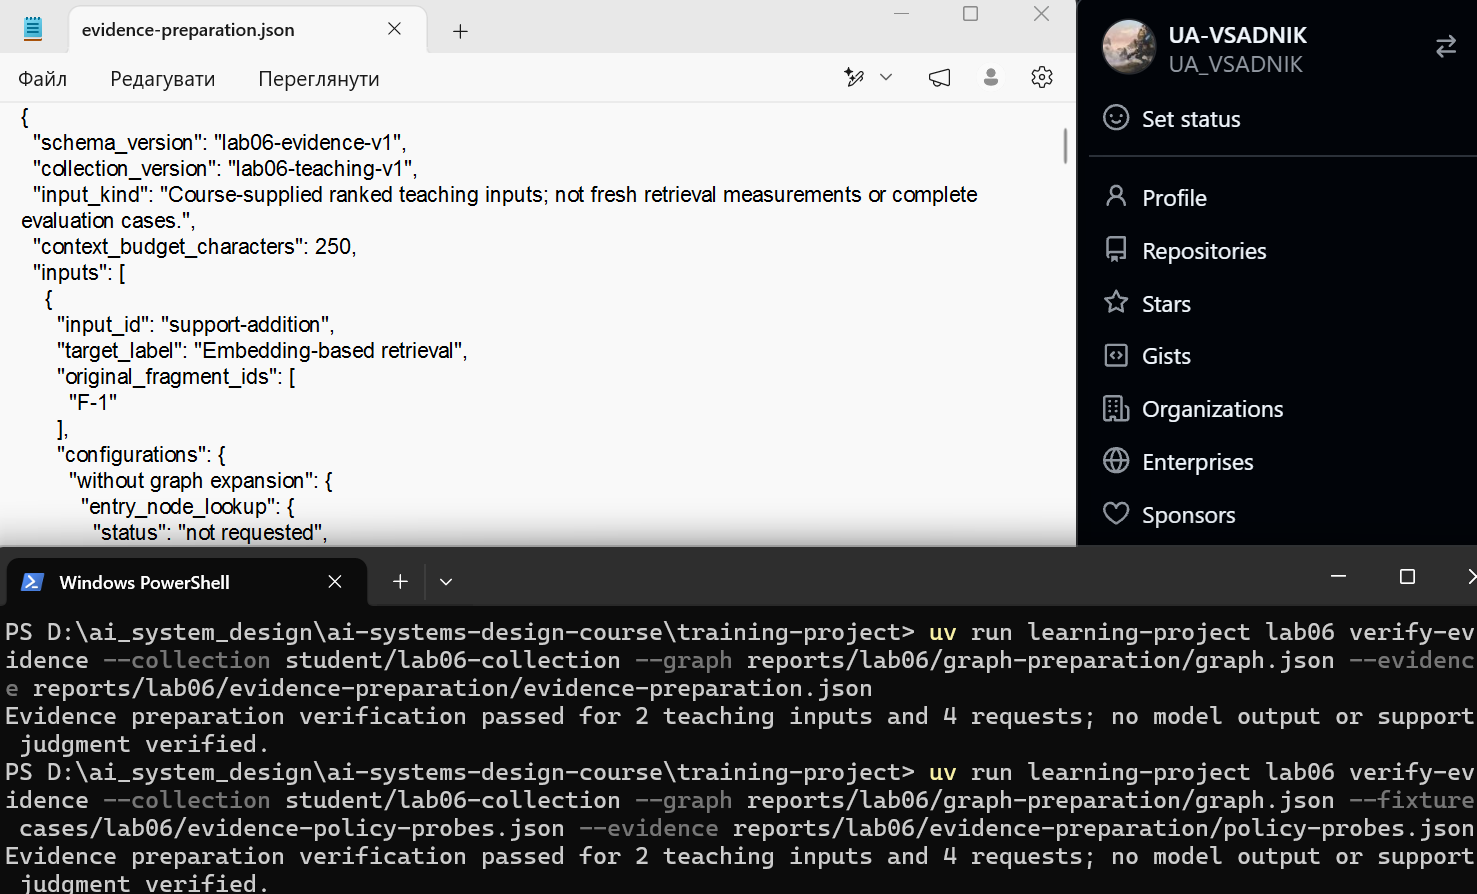 evidence-preparation.json
Файл Редагувати Переглянути
{
"schema_version": "lab06-evidence-v1",
"collection_version": "lab06-teaching-v1",
"input_kind": "Course-supplied ranked teaching inputs; not fresh retrieval measurements or complete
evaluation cases.",
"context_budget_characters": 250,
"inputs": [
{
"input_id": "support-addition",
"target_label": "Embedding-based retrieval",
"original_fragment_ids": [
"F-1"
],
"configurations": {
"without graph expansion": {
"entry_node_lookup": {
"status": "not requested",
UA-VSADNIK
UA_VSADNIK
Set status
Profile
Repositories
Stars
Gists
Organizations
Enterprises
Sponsors
Windows PowerShell
PS D:\ai_system_design\ai-systems-design-course\training-project> uv run learning-project lab06 verify-ev
idence --collection student/lab06-collection --graph reports/lab06/graph-preparation/graph.json --evidenc
e reports/lab06/evidence-preparation/evidence-preparation.json
Evidence preparation verification passed for 2 teaching inputs and 4 requests; no model output or support
judgment verified.
PS D:\ai_system_design\ai-systems-design-course\training-project> uv run learning-project lab06 verify-ev
idence --collection student/lab06-collection --graph reports/lab06/graph-preparation/graph.json --fixture
cases/lab06/evidence-policy-probes.json --evidence reports/lab06/evidence-preparation/policy-probes.json
Evidence preparation verification passed for 2 teaching inputs and 4 requests; no model output or support
judgment verified.